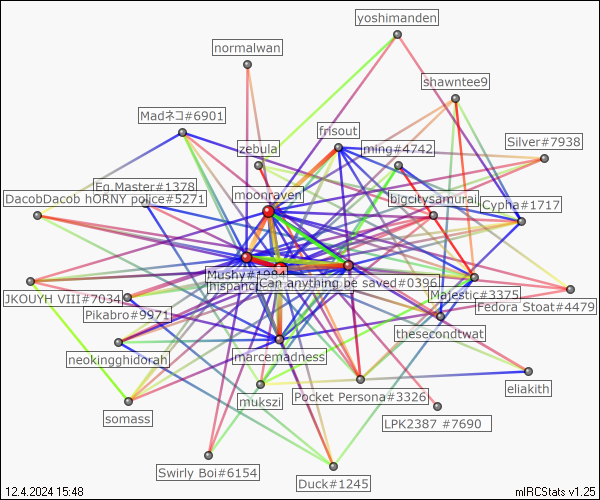 yoshimanden
normalwan
shawntee9
Madネコ#6901
frisout
zebula
ming#4742
Silver#7938
Fg.Master#1378
moonraven
bigcitysamurai
DacobDacob hORNY police#5271
Cypha#1717
Mushy#1984
Can anything be saved#0396
JKOUYH VIII#7034
Majestic#3375
Fedora Stoat#4479
Pikabro#9971
thesecondtwat
neokingghidorah
marcemadness
eliakith
mukszi
Pocket Persona#3326
somass
LPK2387 #7690
Swirly Boi#6154
Duck#1245
12.4.2024 15:48
mIRCStats v1.25